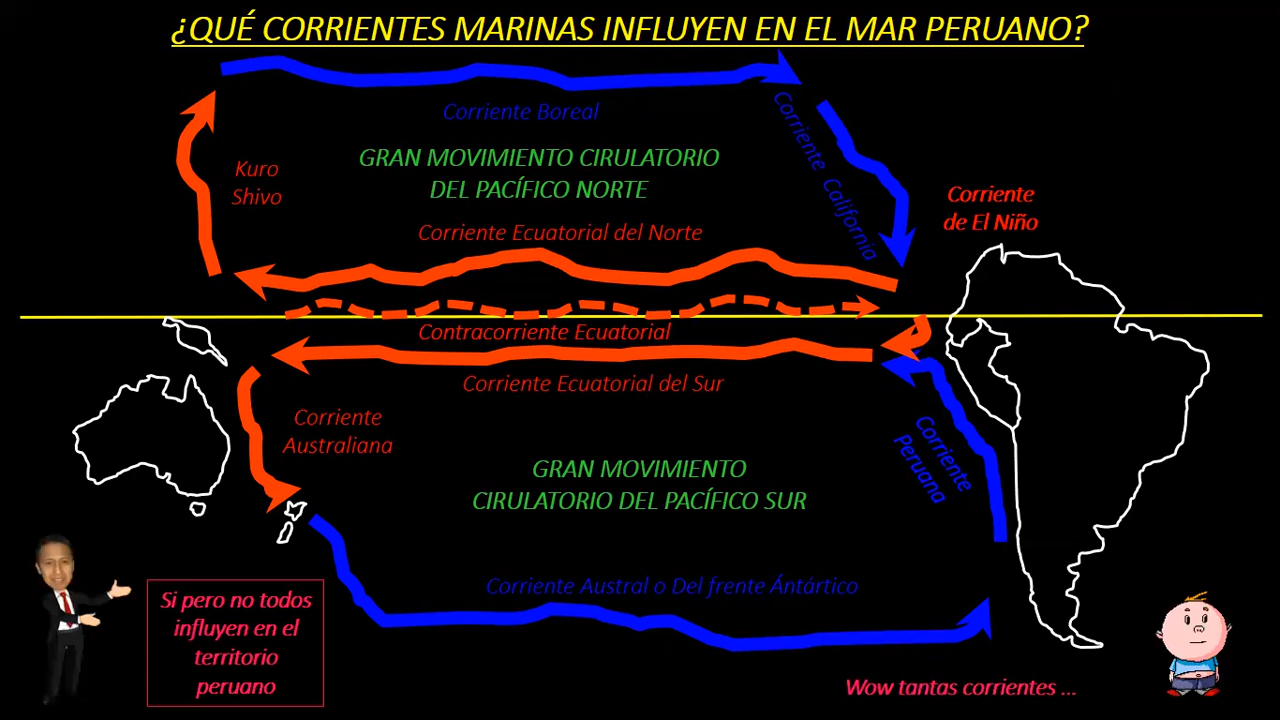 ¿QUÉ CORRIENTES MARINAS INFLUYEN EN EL MAR PERUANO?
Corriente Boreal
Corriente California
GRAN MOVIMIENTO CIRULATORIO
DEL PACÍFICO NORTE
Kuro
Shivo
Corriente
de El Niño
Corriente Ecuatorial del Norte
Contracorriente Ecuatorial
Corriente Ecuatorial del Sur
Corriente
Australiana
Corriente
Peruana
GRAN MOVIMIENTO
CIRULATORIO DEL PACÍFICO SUR
Corriente Austral o Del frente Ántártico
Si pero no todos
influyen en el
territorio
peruano
Wow tantas corrientes ...